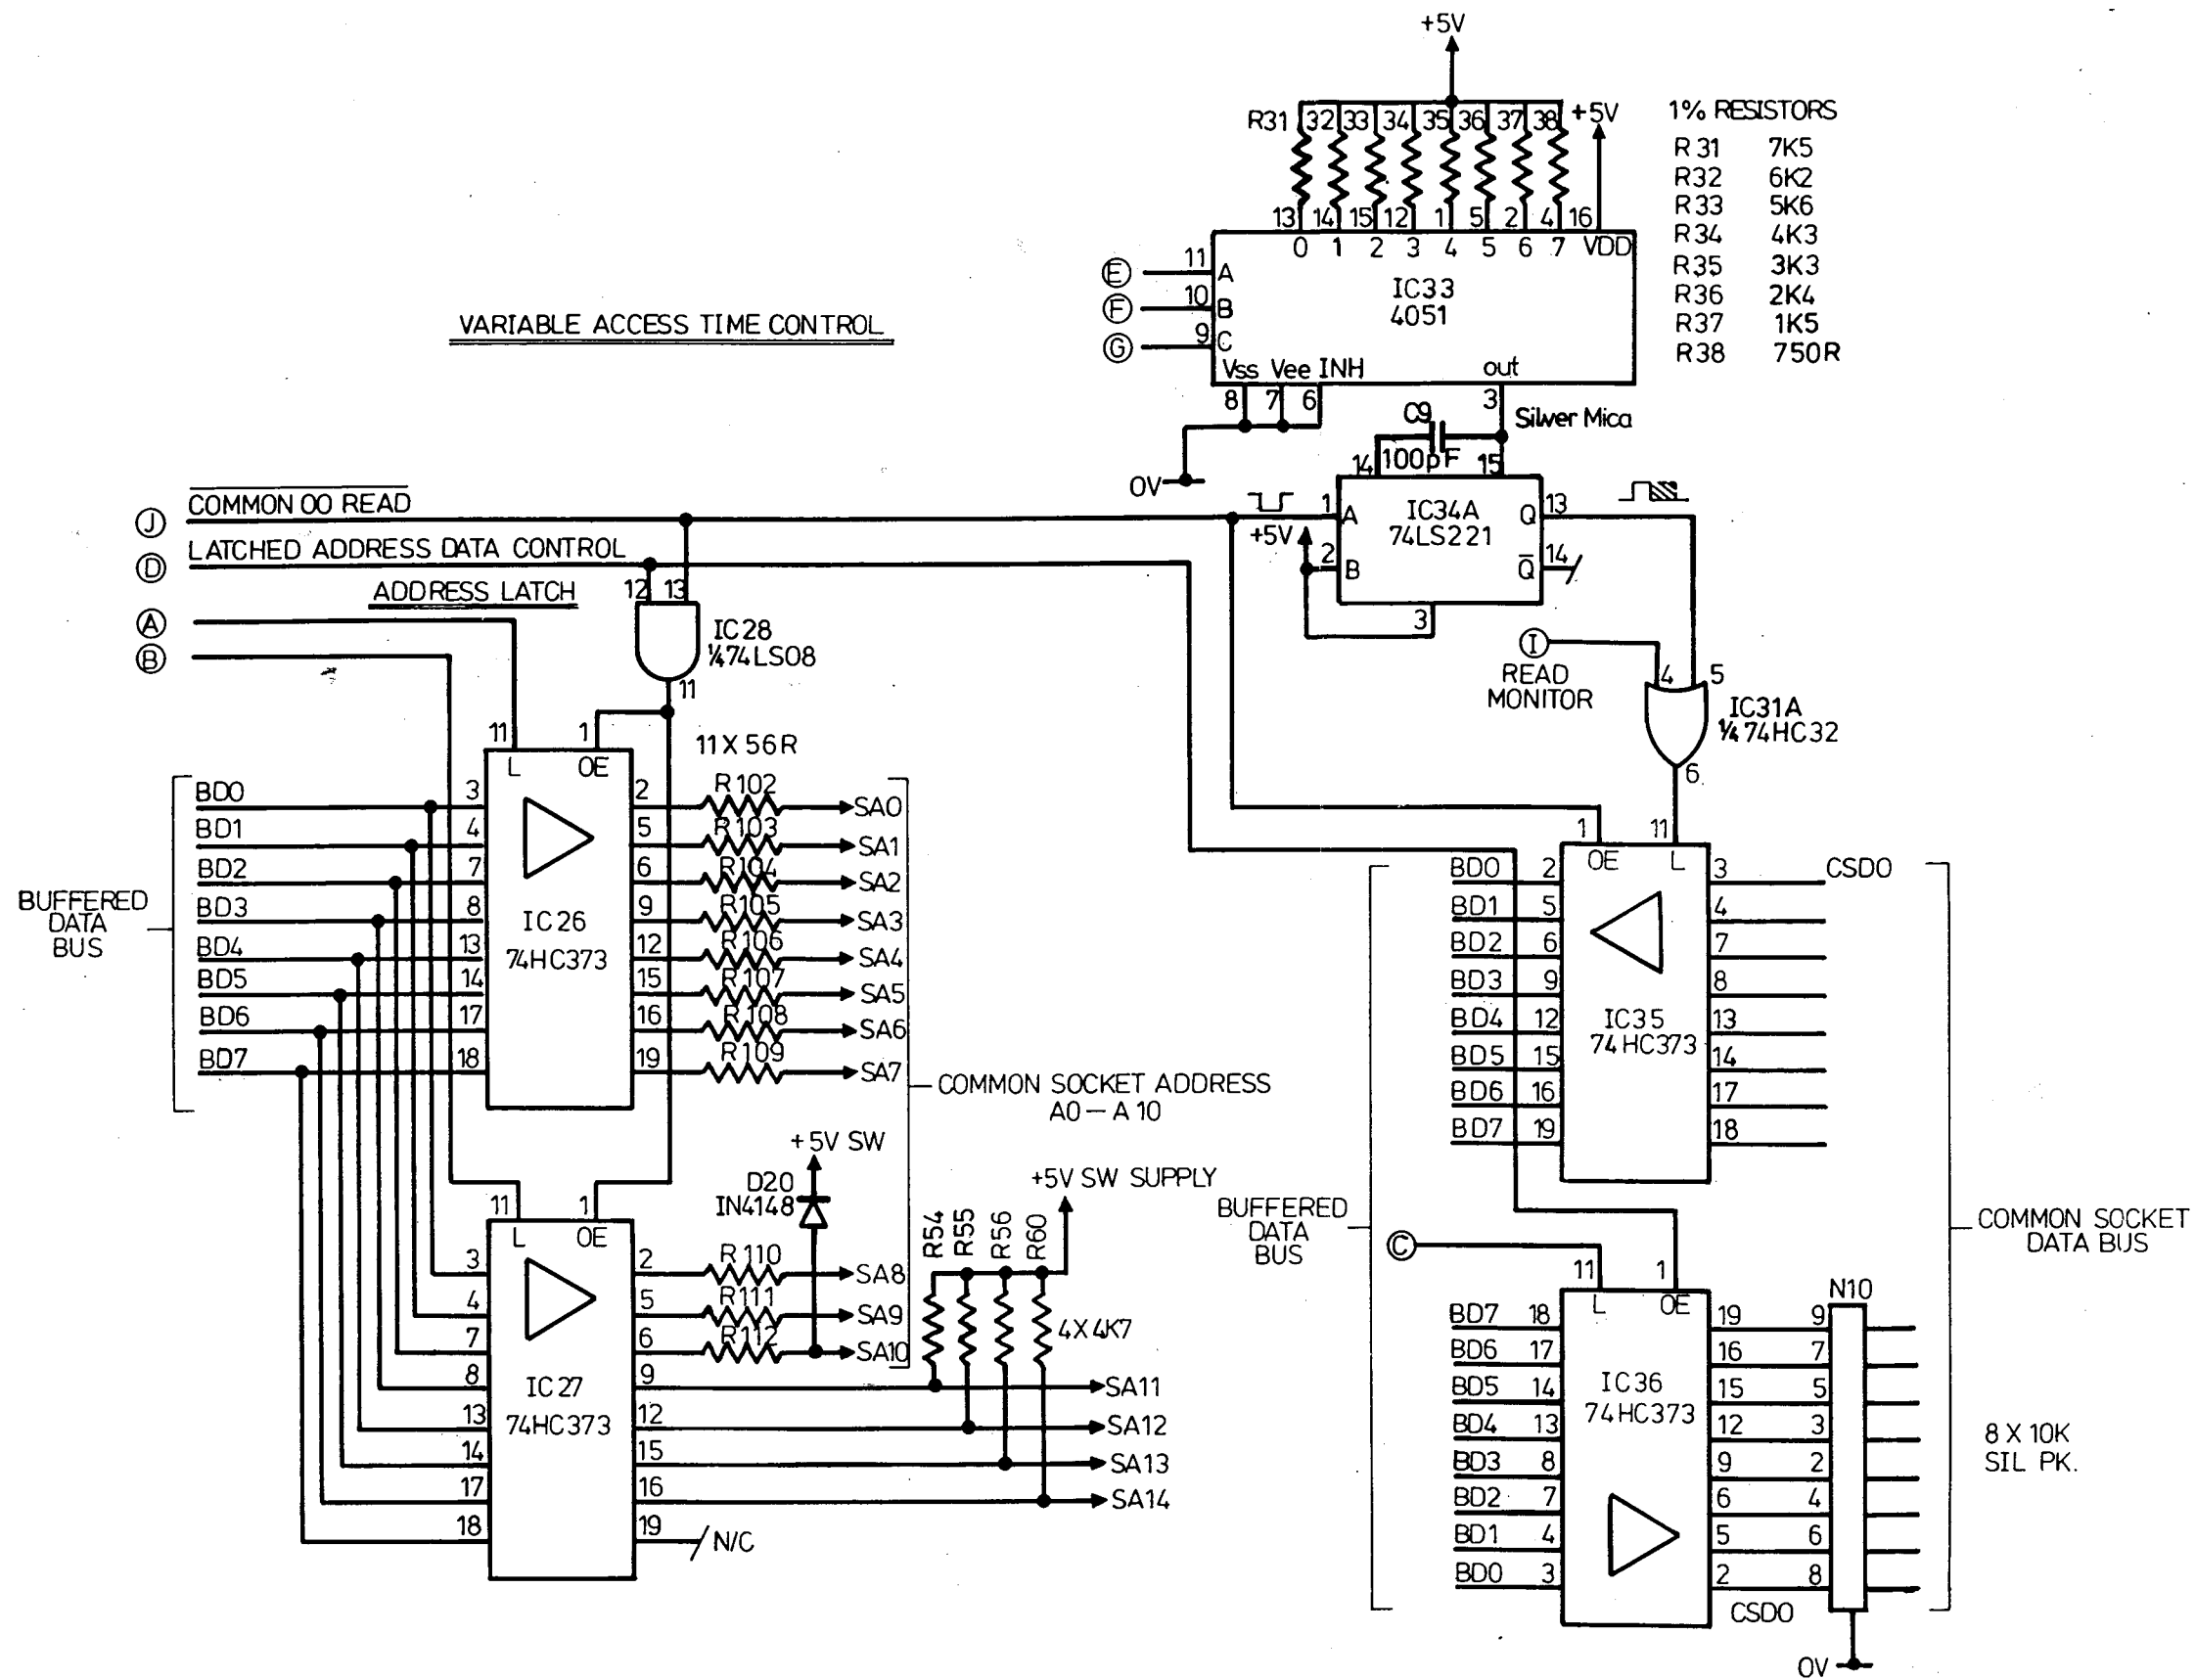 +5V
R31 32 33 34 35 36 37 38 +5V
13 14 15 12 1 5 2 4 16
0 1 2 3 4 5 6 7 VDD
E 11 A
F 10 B
G 9 C
IC33
4051
Vss Vee INH out
8 7 6 3
1% RESISTORS
R31 7K5
R32 6K2
R33 5K6
R34 4K3
R35 3K3
R36 2K4
R37 1K5
R38 750R
VARIABLE ACCESS TIME CONTROL
C9 Silver Mica
14 100pF 15
0V
J COMMON 00 READ
D LATCHED ADDRESS DATA CONTROL
ADDRESS LATCH
A
B
12 13
IC28
¼74LS08
11
1 A IC34A Q 13
+5V 74LS221
2 B Q 14
3
I
READ
MONITOR
4 5
IC31A
¼ 74HC32
6
11 1
L OE
11 X 56R
BUFFERED
DATA
BUS
BD0 3 2 R102 SA0
BD1 4 5 R103 SA1
BD2 7 6 R104 SA2
BD3 8 9 R105 SA3
BD4 13 12 R106 SA4
BD5 14 15 R107 SA5
BD6 17 16 R108 SA6
BD7 18 19 R109 SA7
IC26
74HC373
COMMON SOCKET ADDRESS
A0 — A10
+5V SW
D20
IN4148
+5V SW SUPPLY
R54 R55 R56 R60
4X4K7
11 1
L OE
3 2 R110 SA8
4 5 R111 SA9
7 6 R112 SA10
8 9 SA11
13 12 SA12
14 15 SA13
17 16 SA14
18 19 N/C
IC27
74HC373
1 11
OE L
BD0 2 3 CSD0
BD1 5 4
BD2 6 7
BD3 9 8
BD4 12 13
BD5 15 14
BD6 16 17
BD7 19 18
IC35
74HC373
BUFFERED
DATA
BUS
COMMON SOCKET
DATA BUS
C
11 1
L OE
N10
BD7 18 19 9
BD6 17 16 7
BD5 14 15 5
BD4 13 12 3
BD3 8 9 2
BD2 7 6 4
BD1 4 5 6
BD0 3 2 8
CSD0
IC36
74HC373
8 X 10K
SIL PK.
0V